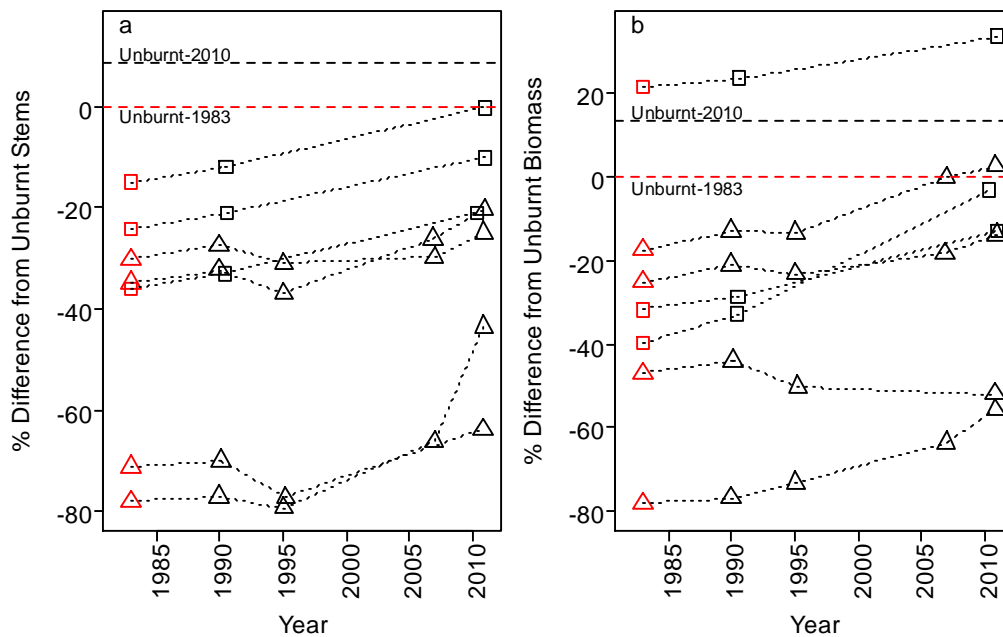 a
Unburnt-2010
Unburnt-1983
0
-20
-40
-60
-80
% Difference from Unburnt Stems
1985
1990
1995
2000
2005
2010
Year
b
Unburnt-2010
Unburnt-1983
20
0
-20
-40
-60
-80
% Difference from Unburnt Biomass
1985
1990
1995
2000
2005
2010
Year